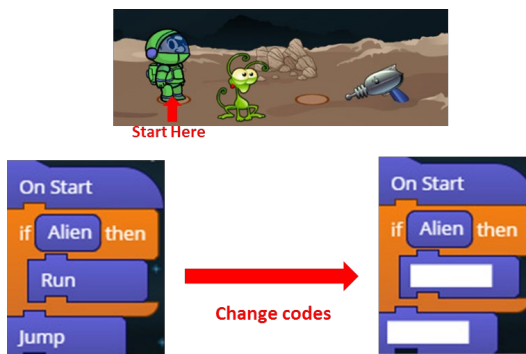 Start Here
On Start
if Alien then
Run
Jump
Change codes
On Start
if Alien then